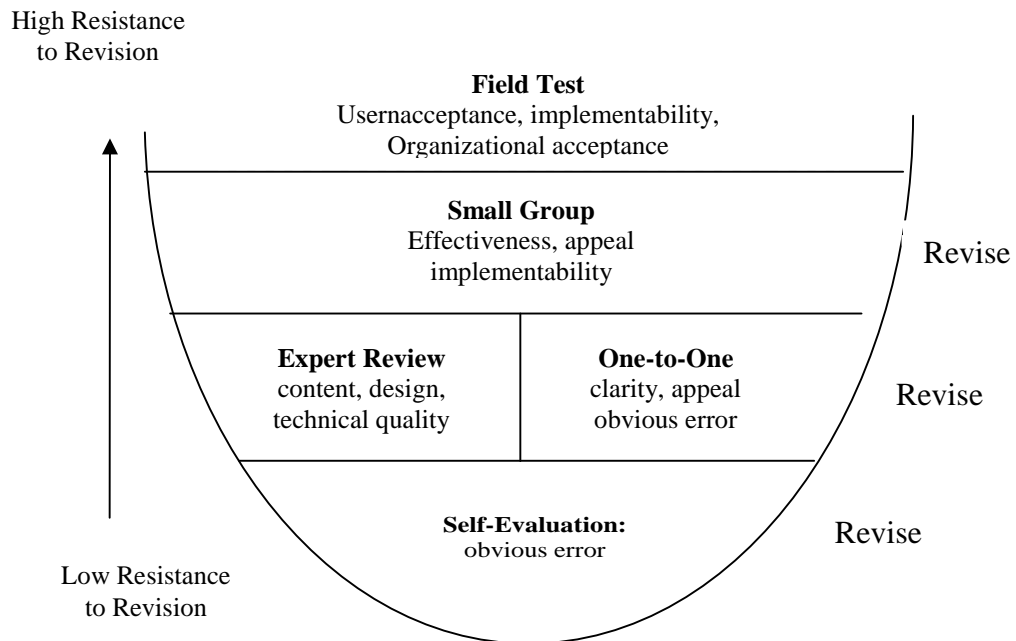 High Resistance
to Revision
Field Test
Usernacceptance, implementability,
Organizational acceptance
Small Group
Effectiveness, appeal
implementability
Revise
Expert Review
content, design,
technical quality
One-to-One
clarity, appeal
obvious error
Revise
Self-Evaluation:
obvious error
Revise
Low Resistance
to Revision